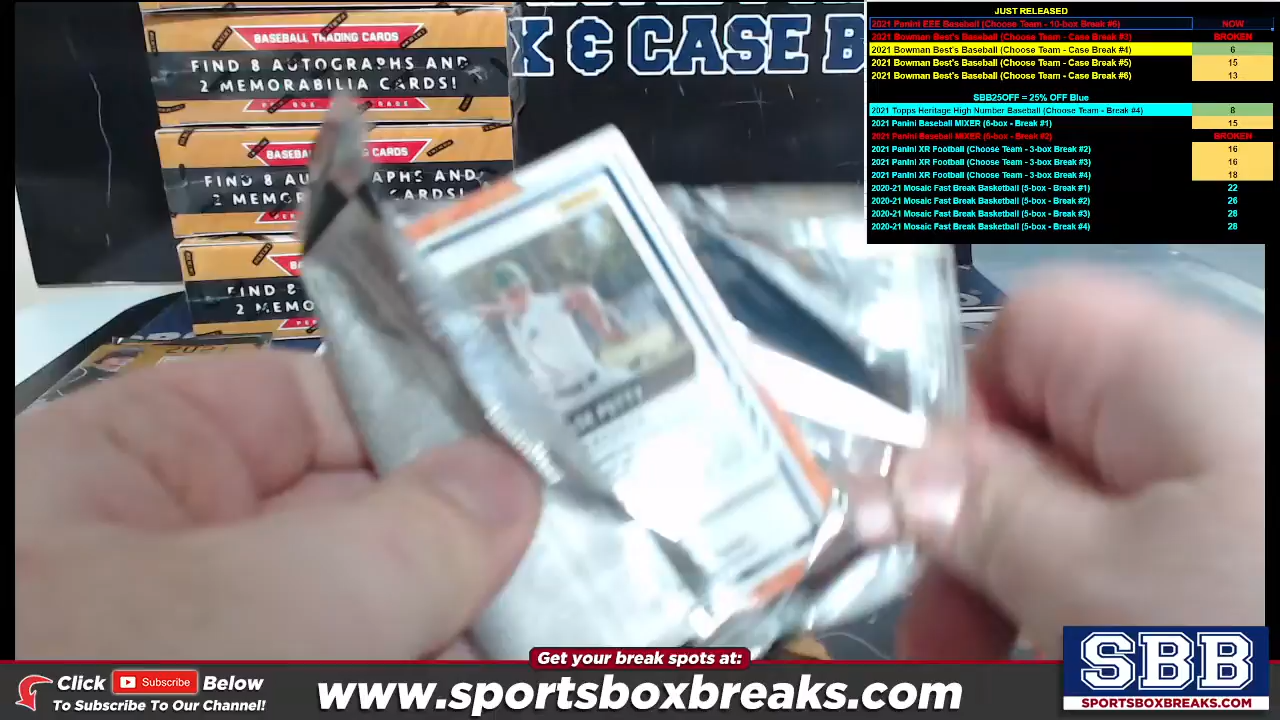 JUST RELEASED
2021 Panini EEE Baseball (Choose Team - 10-box Break #6) NOW
2021 Bowman Best's Baseball (Choose Team - Case Break #3) BROKEN
2021 Bowman Best's Baseball (Choose Team - Case Break #4) 6
2021 Bowman Best's Baseball (Choose Team - Case Break #5) 15
2021 Bowman Best's Baseball (Choose Team - Case Break #6) 13
SBB25OFF = 25% OFF Blue
2021 Topps Heritage High Number Baseball (Choose Team - Break #4) 8
2021 Panini Baseball MIXER (6-box - Break #1) 15
2021 Panini Baseball MIXER (6-box - Break #2) BROKEN
2021 Panini XR Football (Choose Team - 3-box Break #2) 16
2021 Panini XR Football (Choose Team - 3-box Break #3) 16
2021 Panini XR Football (Choose Team - 3-box Break #4) 18
2020-21 Mosaic Fast Break Basketball (5-box - Break #1) 22
2020-21 Mosaic Fast Break Basketball (5-box - Break #2) 26
2020-21 Mosaic Fast Break Basketball (5-box - Break #3) 28
2020-21 Mosaic Fast Break Basketball (5-box - Break #4) 28
X & CASE B
BASEBALL TRADING CARDS
FIND 8 AUTOGRAPHS AND
2 MEMORABILIA CARDS!
CARDS
FIND 8 AU APHS AND
2 MEMOR CARDS!
FIND 8
2 MEMO
2021
POSEY
Get your break spots at:
Click Subscribe Below
To Subscribe To Our Channel!
www.sportsboxbreaks.com
SBB
SPORTSBOXBREAKS.COM